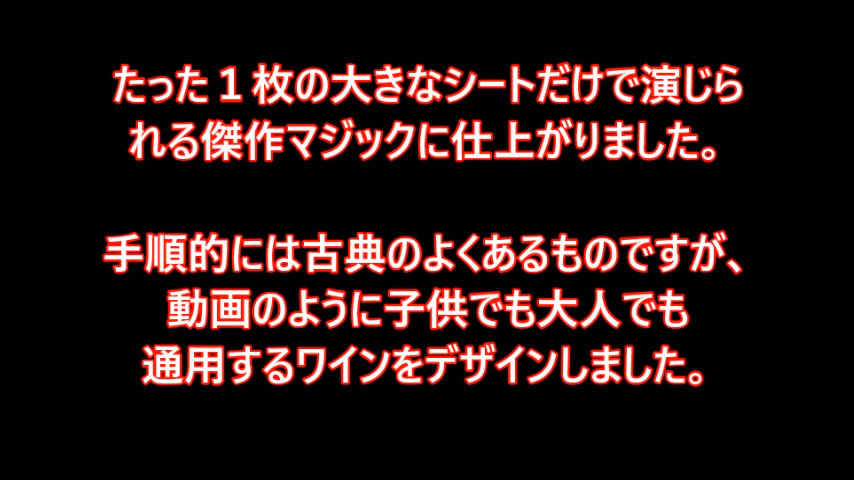 たった1枚の大きなシートだけで演じら
れる傑作マジックに仕上がりました。
手順的には古典のよくあるものですが、
動画のように子供でも大人でも
通用するワインをデザインしました。